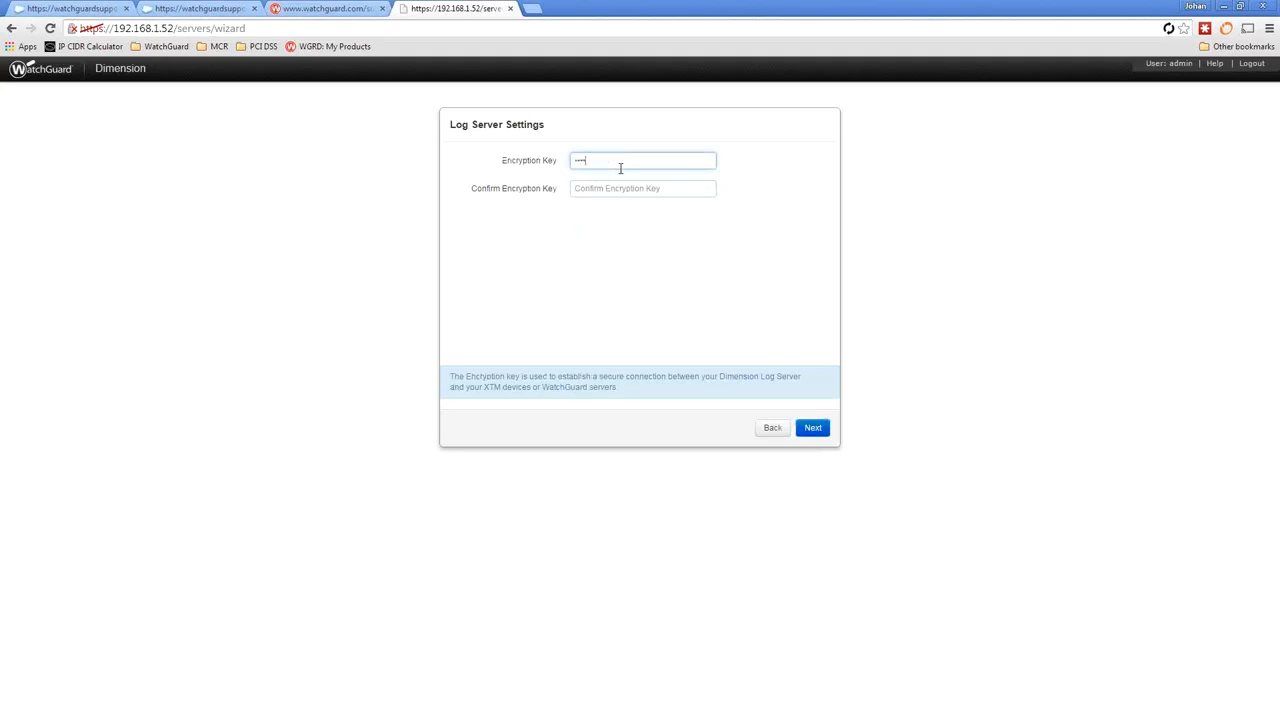 https://watchguardsuppo
https://watchguardsuppo
www.watchguard.com/su
https://192.168.1.52/serve
Johan
https://192.168.1.52/servers/wizard
Apps
IP CIDR Calculator
WatchGuard
MCR
PCI DSS
WGRD: My Products
Other bookmarks
WatchGuard
Dimension
User: admin | Help | Logout
Log Server Settings
Encryption Key
Confirm Encryption Key
Confirm Encryption Key
The Encryption key is used to establish a secure connection between your Dimension Log Server
and your XTM devices or WatchGuard servers.
Back
Next